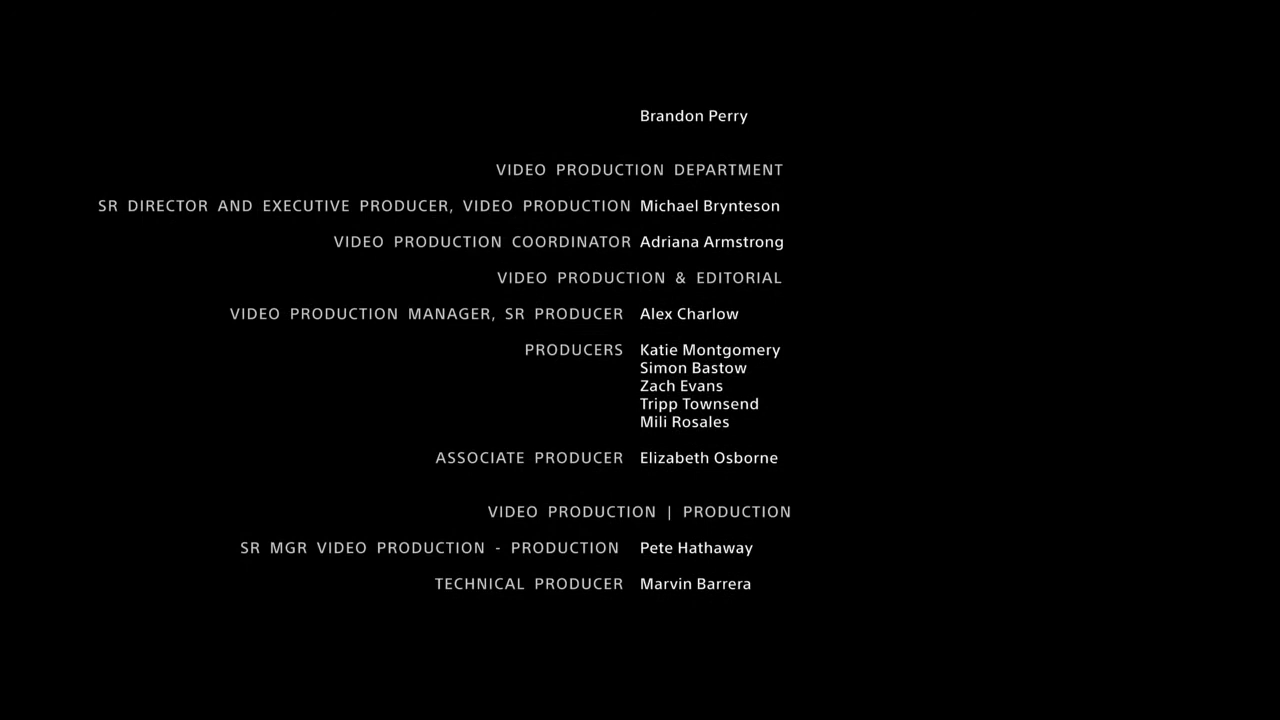 Brandon Perry
VIDEO PRODUCTION DEPARTMENT
SR DIRECTOR AND EXECUTIVE PRODUCER, VIDEO PRODUCTION Michael Brynteson
VIDEO PRODUCTION COORDINATOR Adriana Armstrong
VIDEO PRODUCTION & EDITORIAL
VIDEO PRODUCTION MANAGER, SR PRODUCER Alex Charlow
PRODUCERS Katie Montgomery
Simon Bastow
Zach Evans
Tripp Townsend
Mili Rosales
ASSOCIATE PRODUCER Elizabeth Osborne
VIDEO PRODUCTION | PRODUCTION
SR MGR VIDEO PRODUCTION - PRODUCTION Pete Hathaway
TECHNICAL PRODUCER Marvin Barrera